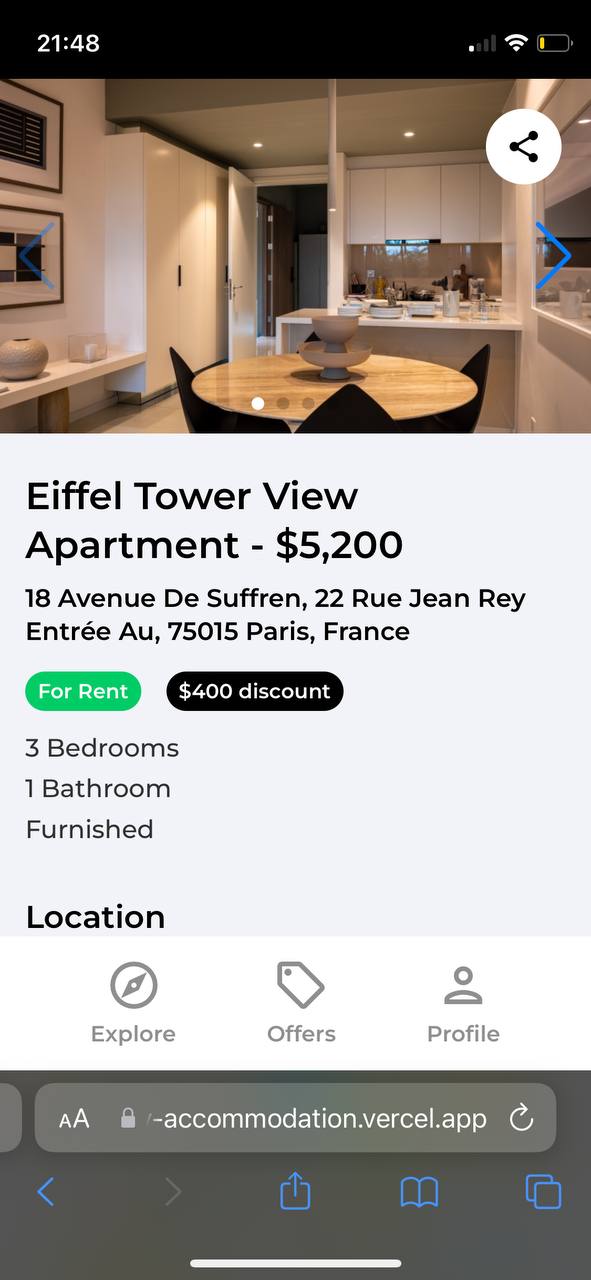 21:48
Eiffel Tower View
Apartment - $5,200
18 Avenue De Suffren, 22 Rue Jean Rey
Entrée Au, 75015 Paris, France
For Rent $400 discount
3 Bedrooms
1 Bathroom
Furnished
Location
Explore Offers Profile
AA -accommodation.vercel.app